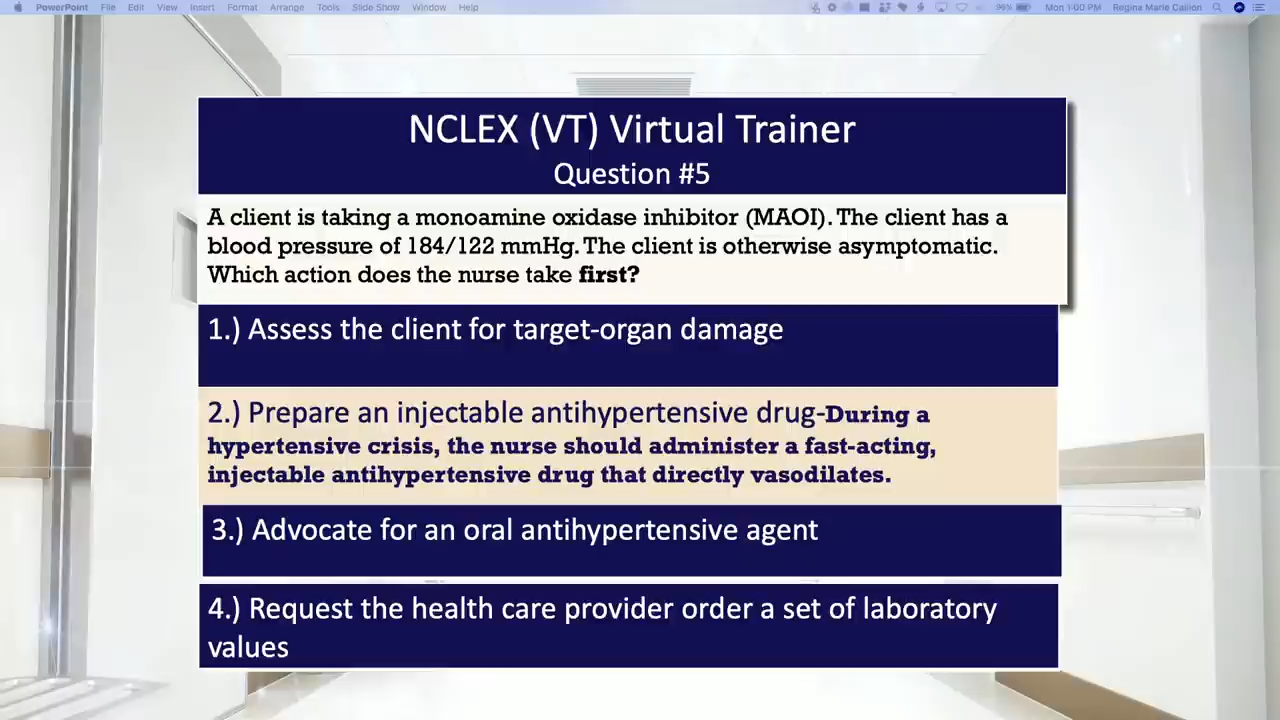 PowerPoint File Edit View Insert Format Arrange Tools Slide Show Window Help 96% Mon 1:00 PM Regina Marie Callion
NCLEX (VT) Virtual Trainer
Question #5
A client is taking a monoamine oxidase inhibitor (MAOI). The client has a
blood pressure of 184/122 mmHg. The client is otherwise asymptomatic.
Which action does the nurse take first?
1.) Assess the client for target-organ damage
2.) Prepare an injectable antihypertensive drug-During a
hypertensive crisis, the nurse should administer a fast-acting,
injectable antihypertensive drug that directly vasodilates.
3.) Advocate for an oral antihypertensive agent
4.) Request the health care provider order a set of laboratory
values